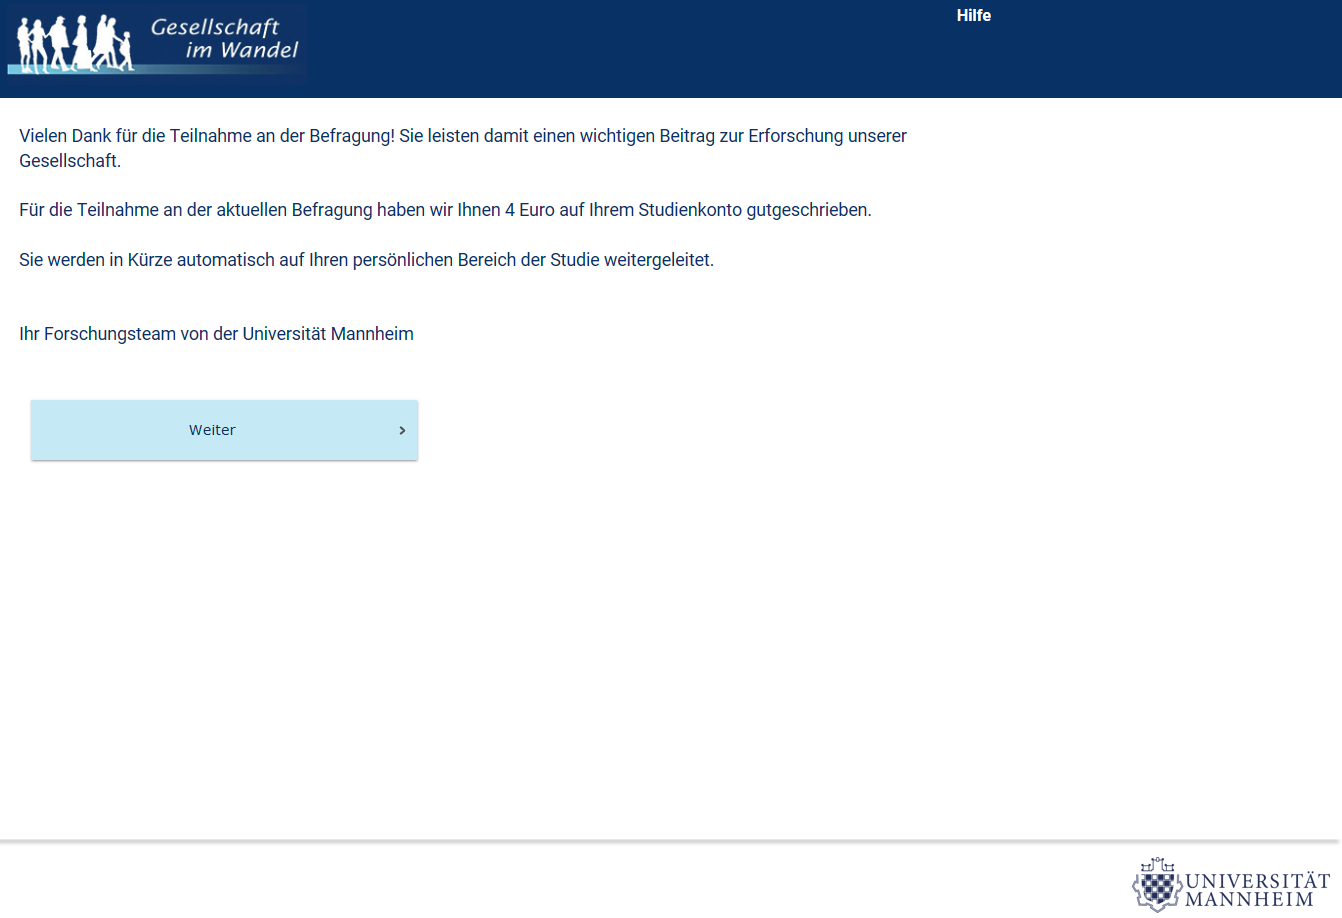 Gesellschaft
im Wandel
Hilfe
Vielen Dank für die Teilnahme an der Befragung! Sie leisten damit einen wichtigen Beitrag zur Erforschung unserer
Gesellschaft.
Für die Teilnahme an der aktuellen Befragung haben wir Ihnen 4 Euro auf Ihrem Studienkonto gutgeschrieben.
Sie werden in Kürze automatisch auf Ihren persönlichen Bereich der Studie weitergeleitet.
Ihr Forschungsteam von der Universität Mannheim
Weiter
UNIVERSITÄT
MANNHEIM